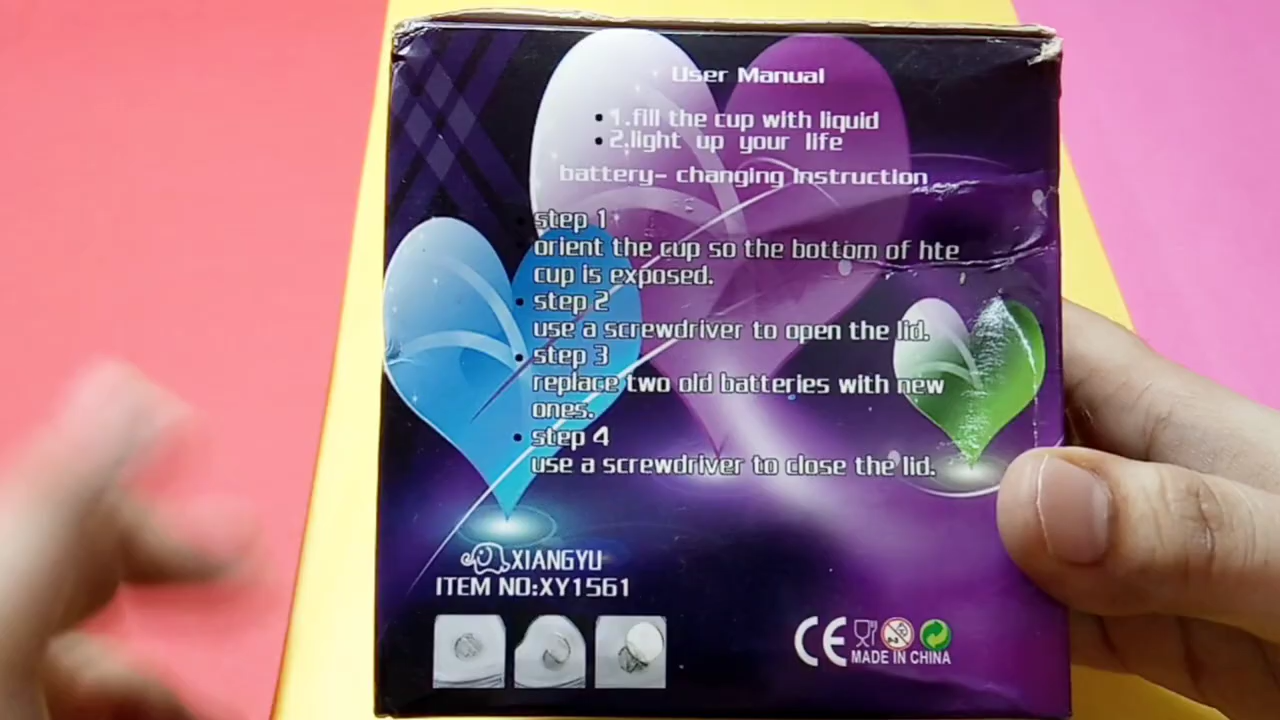 User Manual
• 1.fill the cup with liquid
• 2.light up your life
battery- changing instruction
• step 1
orient the cup so the bottom of hte
cup is exposed.
• step 2
use a screwdriver to open the lid.
• step 3
replace two old batteries with new
ones.
• step 4
use a screwdriver to close the lid.
XIANGYU
ITEM NO:XY1561
CE
MADE IN CHINA